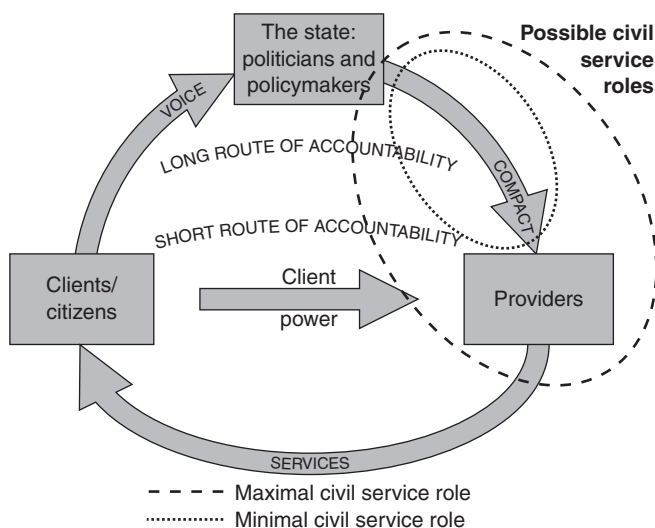 The state:
politicians and
policymakers
Possible civil
service
roles
VOICE
LONG ROUTE OF ACCOUNTABILITY
COMPACT
SHORT ROUTE OF ACCOUNTABILITY
Clients/
citizens
Client
power
Providers
SERVICES
Maximal civil service role
Minimal civil service role